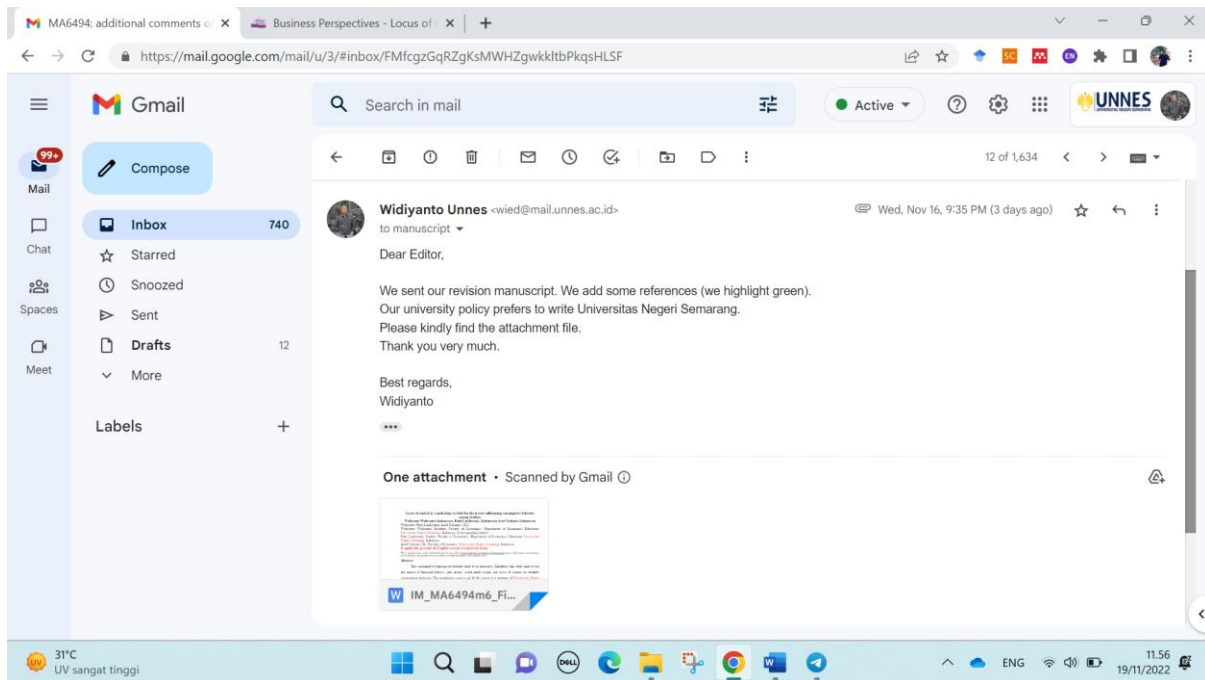 MA6494: additional comments o
Business Perspectives - Locus of
https://mail.google.com/mail/u/3/#inbox/FMfcgzGqRZgKsMWHZgwkkltbPkqsHLSF
Gmail
Search in mail
Active
UNNES
99+
Mail
Compose
12 of 1,634
Inbox 740
Chat
Starred
Snoozed
Spaces
Sent
Drafts 12
Meet
More
Labels
Widiyanto Unnes <wied@mail.unnes.ac.id>
Wed, Nov 16, 9:35 PM (3 days ago)
to manuscript
Dear Editor,
We sent our revision manuscript. We add some references (we highlight green).
Our university policy prefers to write Universitas Negeri Semarang.
Please kindly find the attachment file.
Thank you very much.
Best regards,
Widiyanto
One attachment • Scanned by Gmail
W IM_MA6494m6_Fi...
31°C
UV sangat tinggi
DELL
ENG
11.56
19/11/2022